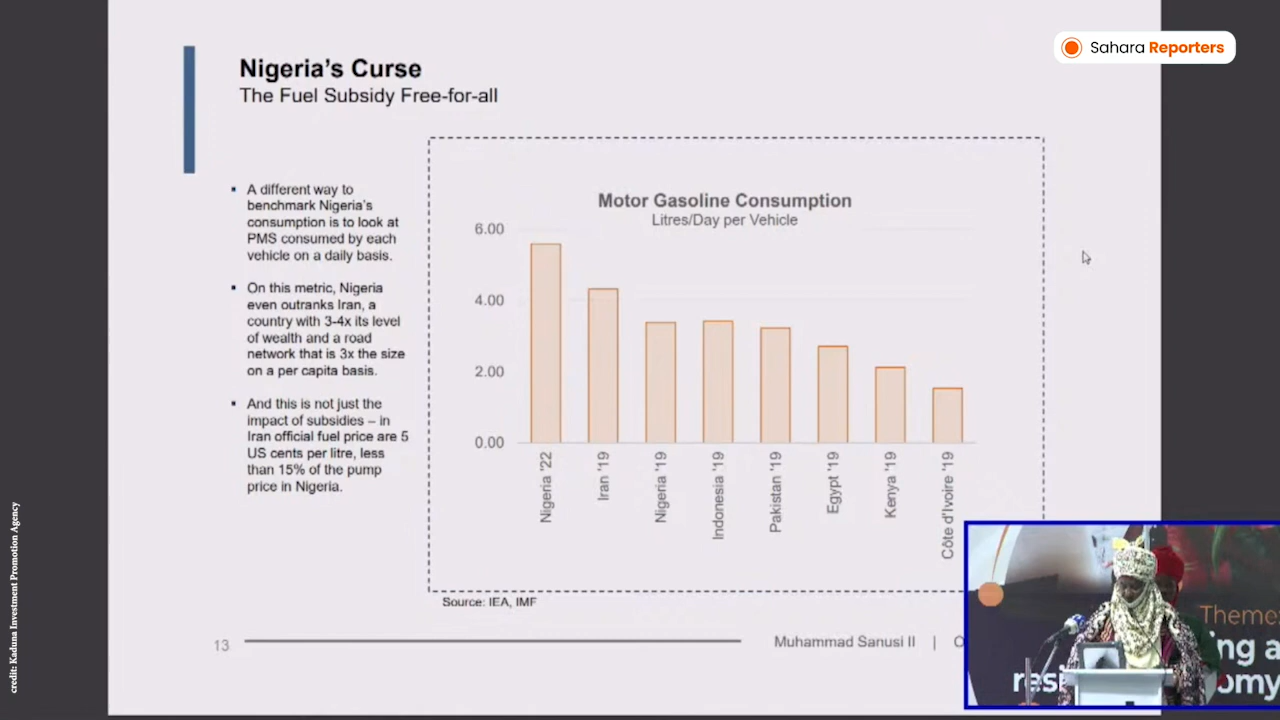 Sahara Reporters
Nigeria's Curse
The Fuel Subsidy Free-for-all
▪ A different way to
benchmark Nigeria's
consumption is to look at
PMS consumed by each
vehicle on a daily basis.
▪ On this metric, Nigeria
even outranks Iran, a
country with 3-4x its level
of wealth and a road
network that is 3x the size
on a per capita basis.
▪ And this is not just the
impact of subsidies – in
Iran official fuel price are 5
US cents per litre, less
than 15% of the pump
price in Nigeria.
Motor Gasoline Consumption
Litres/Day per Vehicle
6.00
4.00
2.00
0.00
Nigeria '22
Iran '19
Nigeria '19
Indonesia '19
Pakistan '19
Egypt '19
Kenya '19
Côte d'Ivoire '19
Source: IEA, IMF
13
Muhammad Sanusi II |
Theme:
credit: Kaduna Investment Promotion Agency